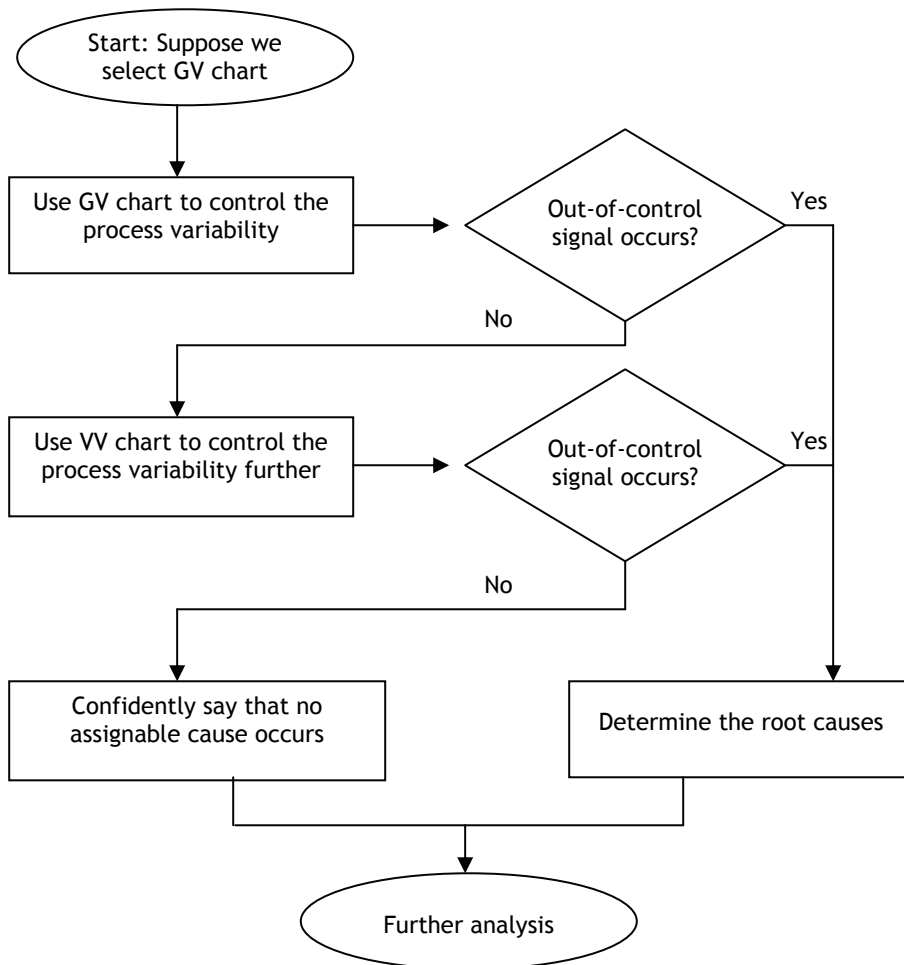 Start: Suppose we
select GV chart
Use GV chart to control the
process variability
Out-of-control
signal occurs?
Yes
No
Use VV chart to control the
process variability further
Out-of-control
signal occurs?
Yes
No
Confidently say that no
assignable cause occurs
Determine the root causes
Further analysis